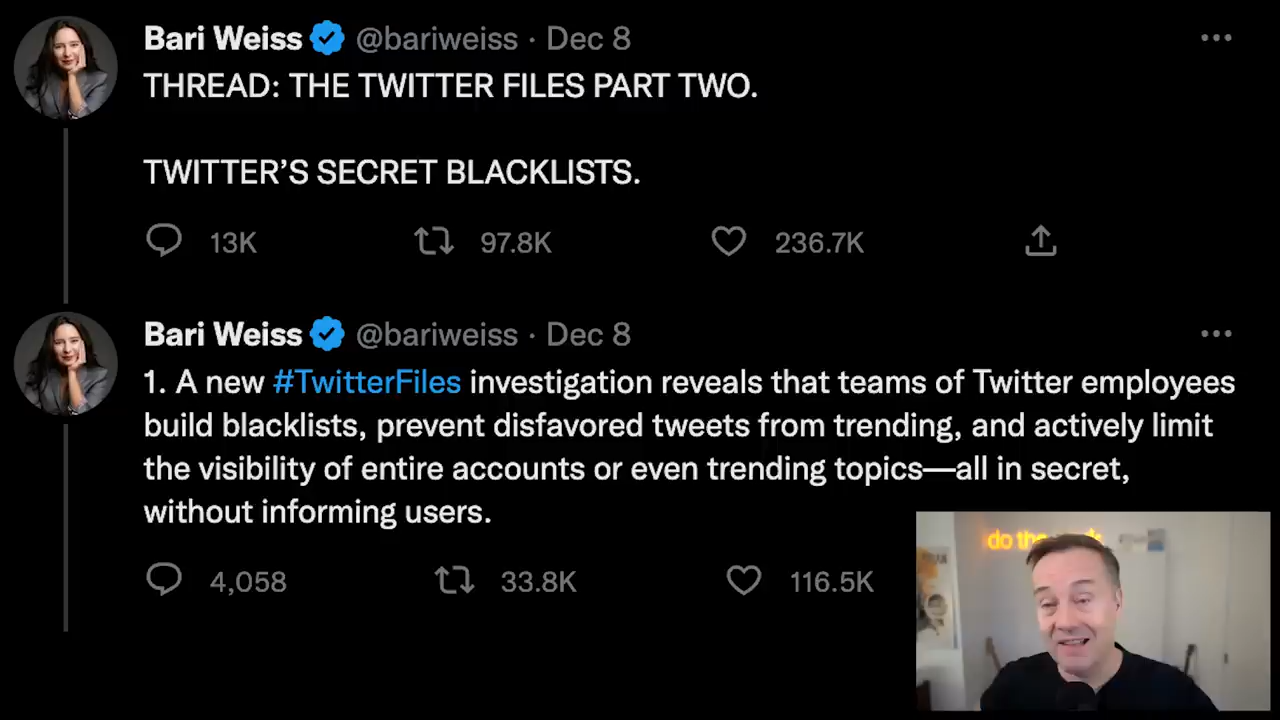 Bari Weiss @bariweiss · Dec 8
THREAD: THE TWITTER FILES PART TWO.
TWITTER’S SECRET BLACKLISTS.
13K 97.8K 236.7K
Bari Weiss @bariweiss · Dec 8
1. A new #TwitterFiles investigation reveals that teams of Twitter employees
build blacklists, prevent disfavored tweets from trending, and actively limit
the visibility of entire accounts or even trending topics—all in secret,
without informing users.
4,058 33.8K 116.5K
do